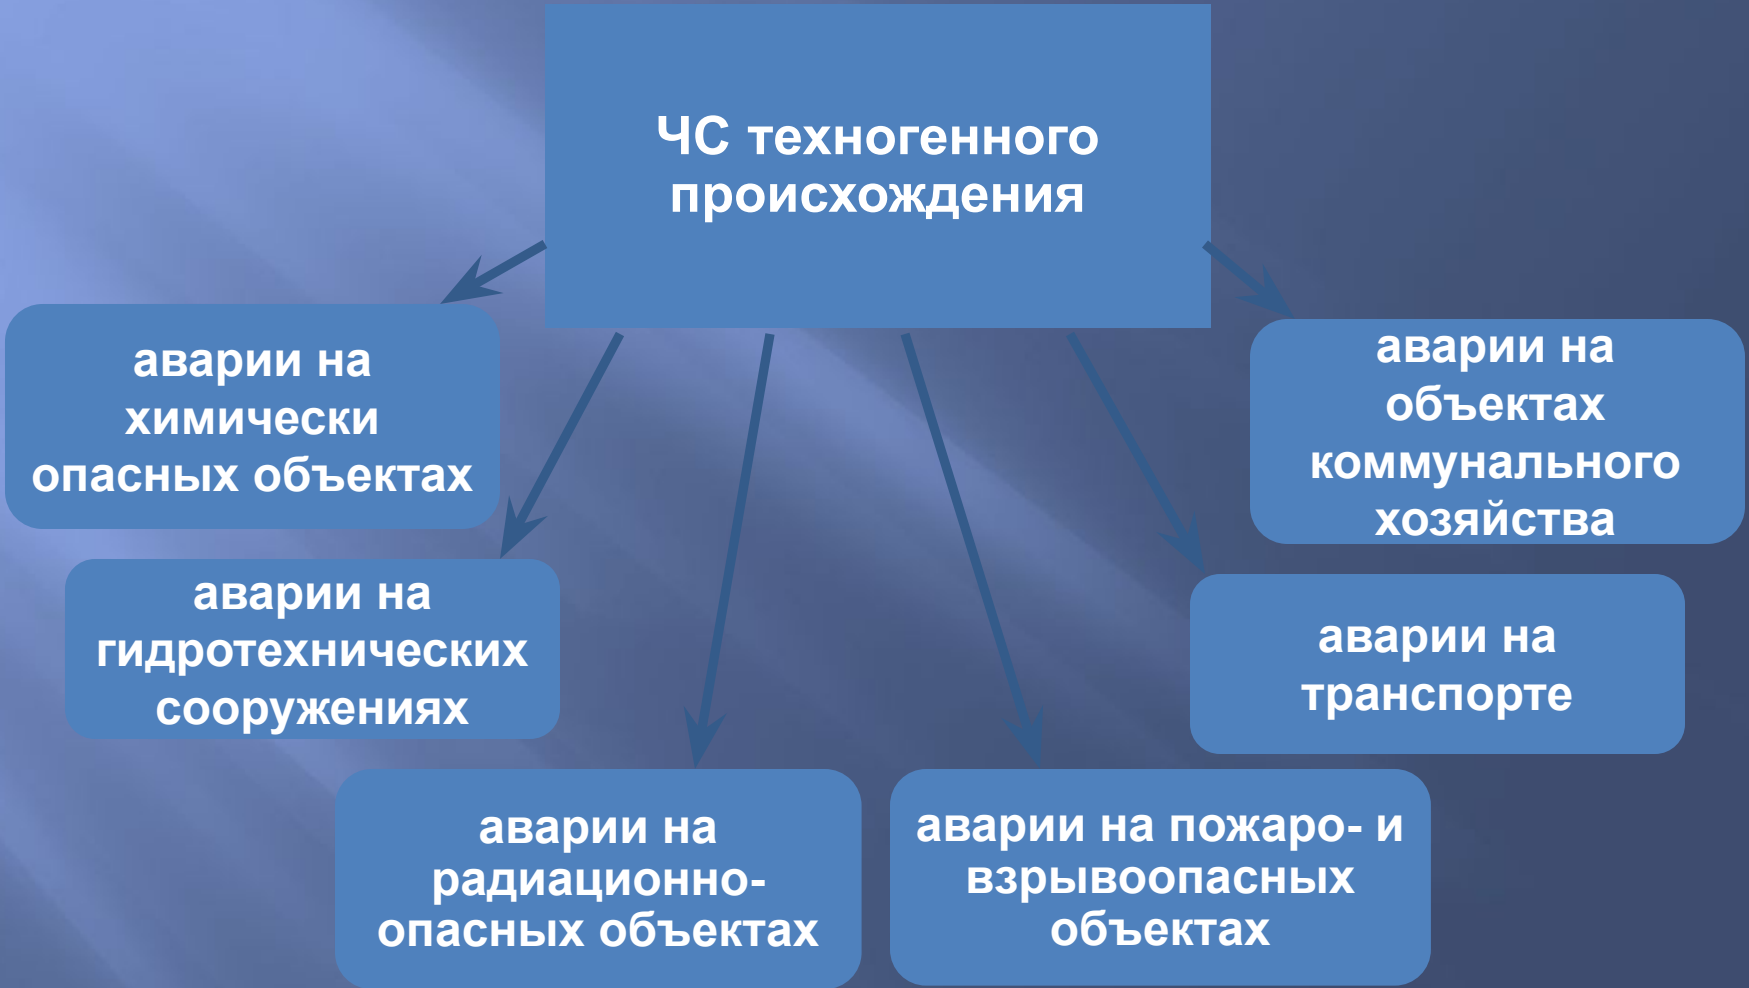 ЧС техногенного
происхождения
аварии на
химически
опасных объектах
аварии на
гидротехнических
сооружениях
аварии на
радиационно-
опасных объектах
аварии на пожаро- и
взрывоопасных
объектах
аварии на
транспорте
аварии на
объектах
коммунального
хозяйства